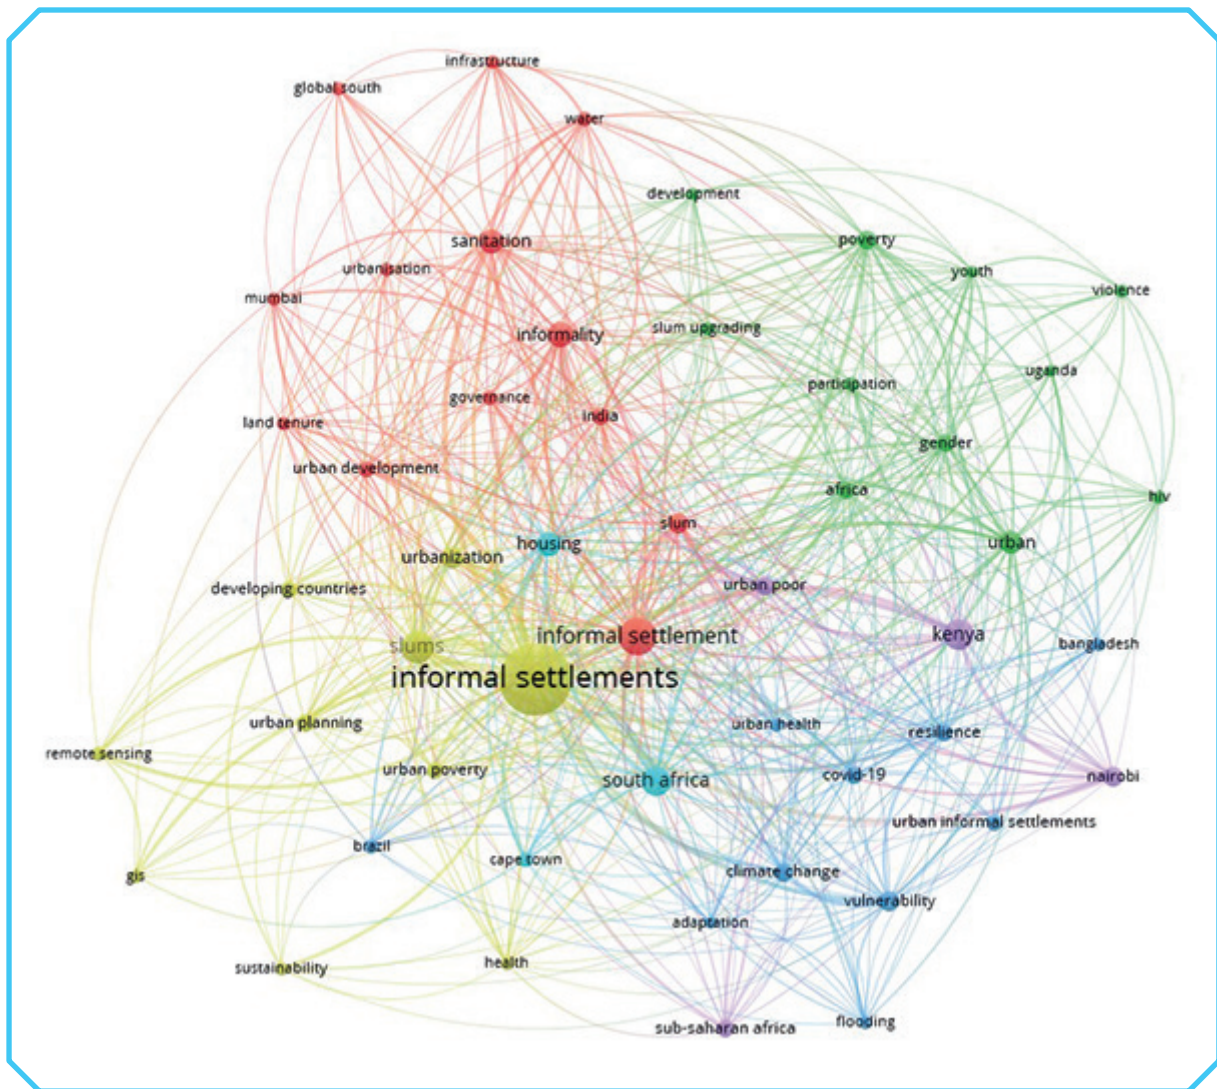 infrastructure
global south
water
development
sanitation
poverty
urbanisation
youth
mumbai
violence
slum upgrading
informality
uganda
participation
governance
india
land tenure
gender
urban development
africa
hiv
slum
housing
urban
urbanization
urban poor
developing countries
informal settlement
kenya
bangladesh
slums
informal settlements
urban planning
urban health
resilience
remote sensing
urban poverty
south africa
covid-19
nairobi
urban informal settlements
brazil
cape town
climate change
gis
vulnerability
adaptation
sustainability
health
flooding
sub-saharan africa